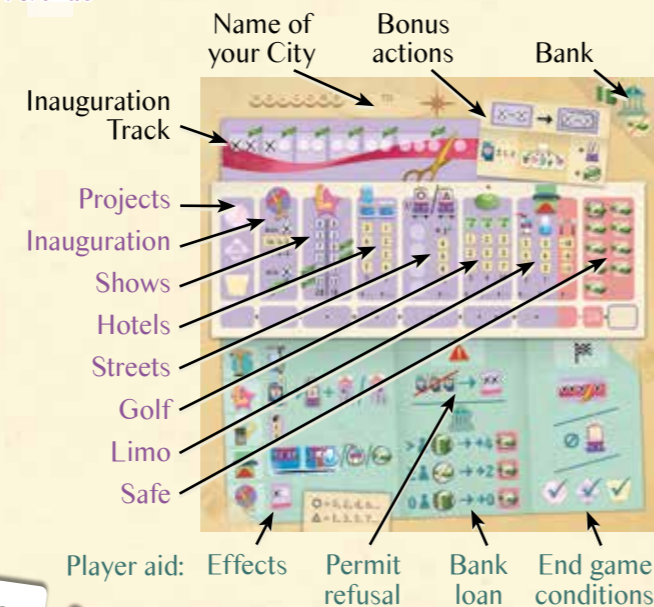 Name of
your City
Bonus
actions
Bank
Inauguration
Track
Projects
Inauguration
Shows
Hotels
Streets
Golf
Limo
Safe
Player aid:
Effects
Permit
refusal
Bank
loan
End game
conditions